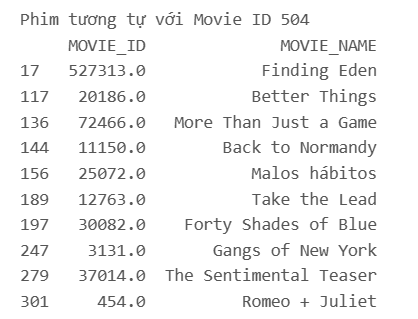 Phim tương tự với Movie ID 504
MOVIE_ID MOVIE_NAME
17 527313.0 Finding Eden
117 20186.0 Better Things
136 72466.0 More Than Just a Game
144 11150.0 Back to Normandy
156 25072.0 Malos hábitos
189 12763.0 Take the Lead
197 30082.0 Forty Shades of Blue
247 3131.0 Gangs of New York
279 37014.0 The Sentimental Teaser
301 454.0 Romeo + Juliet